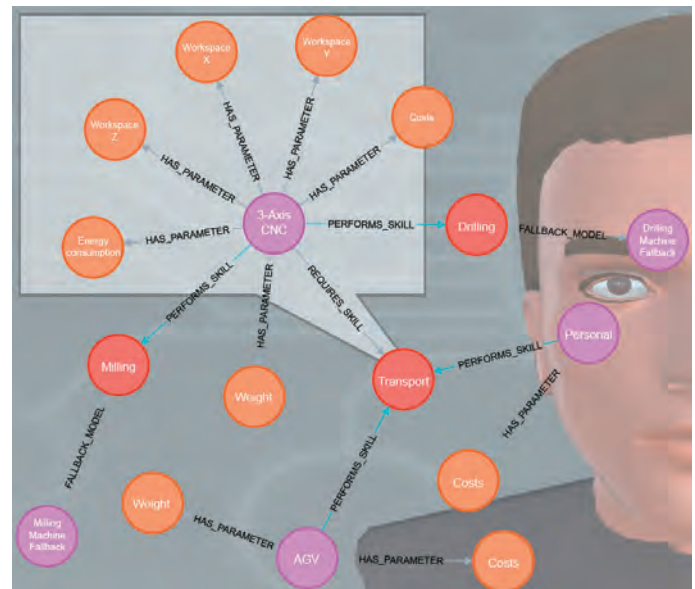 Workspace
X
Workspace
Y
Workspace
Z
Costs
HAS_PARAMETER
HAS_PARAMETER
HAS_PARAMETER
HAS_PARAMETER
HAS_PARAMETER
3-Axis
CNC
PERFORMS_SKILL
Drilling
FALLBACK_MODEL
Drilling
Machine
Fallback
Energy
consumption
PERFORMS_SKILL
HAS_PARAMETER
REQUIRES_SKILL
Personal
PERFORMS_SKILL
Milling
Weight
Transport
HAS_PARAMETER
FALLBACK_MODEL
PERFORMS_SKILL
Costs
Weight
Milling
Machine
Fallback
HAS_PARAMETER
AGV
HAS_PARAMETER
Costs